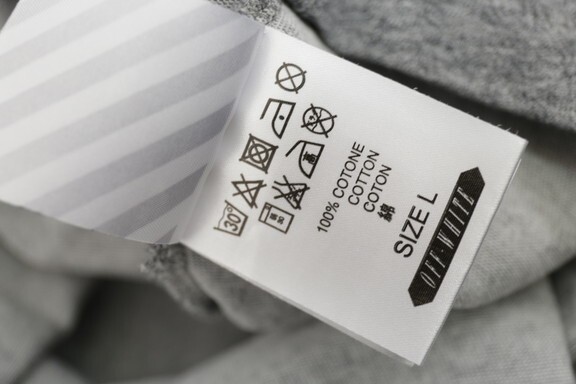 30°
100% COTONE
COTTON
COTON
綿
SIZE L
OFF-WHITE